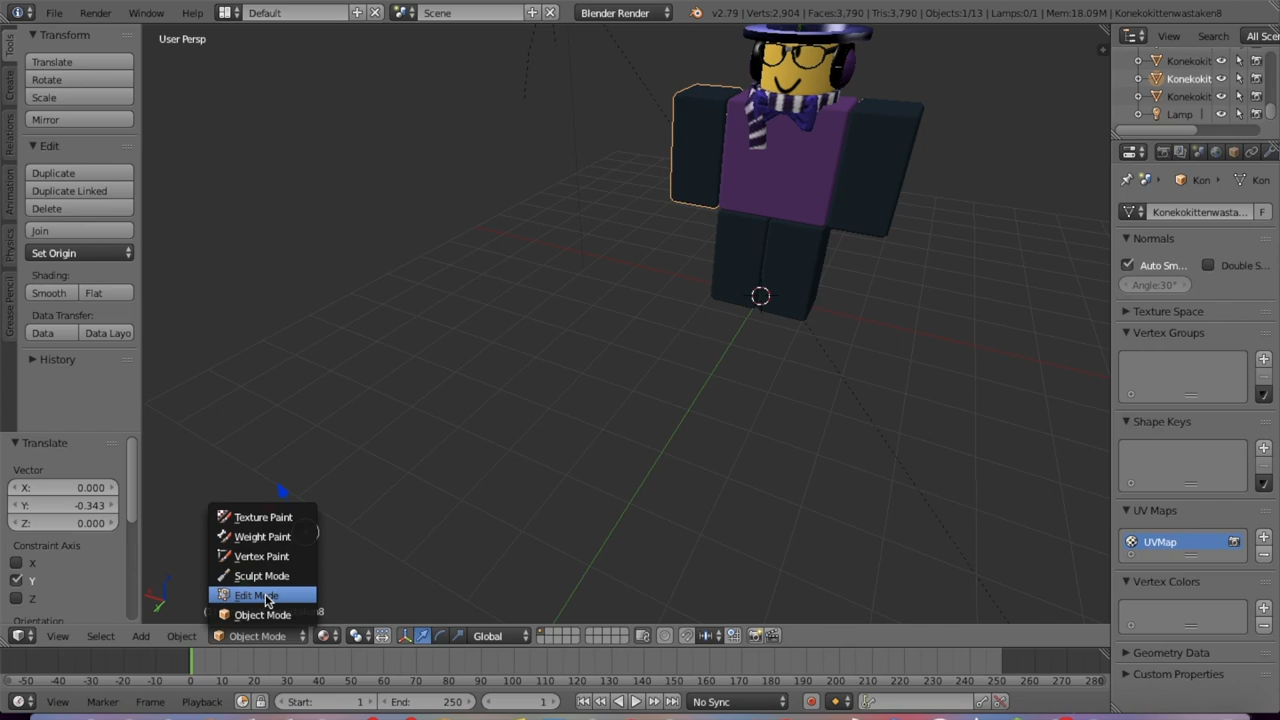 File Render Window Help Default Scene Blender Render v2.79 | Verts:2,904 | Faces:3,790 | Tris:3,790 | Objects:1/13 | Lamps:0/1 | Mem:18.09M | Konekokittenwastaken8
Tools
Create
Relations
Animation
Physics
Grease Pencil
Transform
Translate
Rotate
Scale
Mirror
Edit
Duplicate
Duplicate Linked
Delete
Join
Set Origin
Shading:
Smooth Flat
Data Transfer:
Data Data Layo
History
Translate
Vector
X: 0.000
Y: -0.343
Z: 0.000
Constraint Axis
X
Y
Z
Orientation
User Persp
Texture Paint
Weight Paint
Vertex Paint
Sculpt Mode
Edit Mode
Object Mode
View Select Add Object Object Mode Global
View Search All Sce
Konekokit
Konekokit
Konekokit
Lamp
Kon Kon
Konekokittenwasta... F
Normals
Auto Sm... Double S...
Angle:30°
Texture Space
Vertex Groups
Shape Keys
UV Maps
UVMap
Vertex Colors
Geometry Data
Custom Properties
-50 -40 -30 -20 -10 0 10 20 30 40 50 60 70 80 90 100 110 120 130 140 150 160 170 180 190 200 210 220 230 240 250 260 270 280
View Marker Frame Playback Start: 1 End: 250 1 No Sync